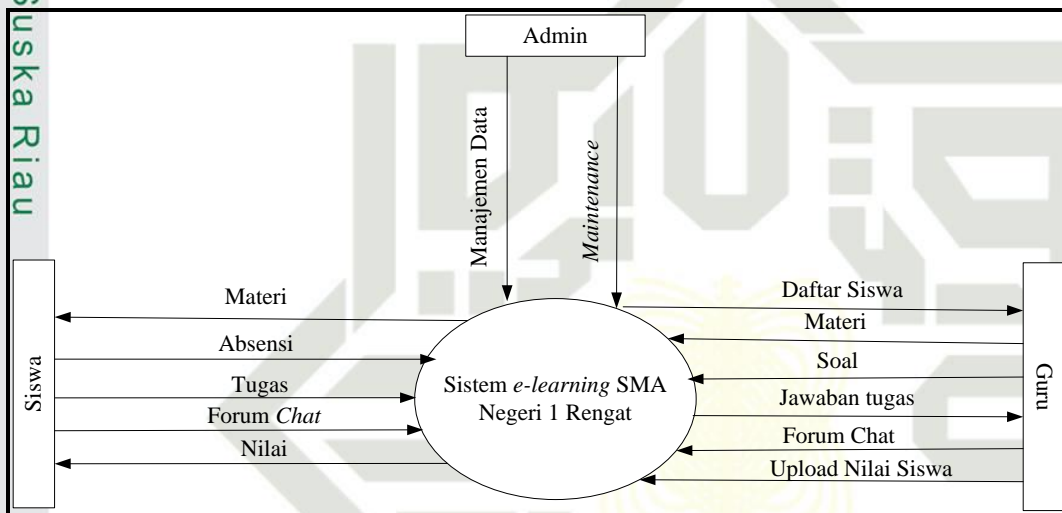 Suska Riau
Admin
Manajemen Data
Maintenance
Siswa
Materi
Absensi
Tugas
Forum Chat
Nilai
Sistem e-learning SMA
Negeri 1 Rengat
Daftar Siswa
Materi
Soal
Jawaban tugas
Forum Chat
Upload Nilai Siswa
Guru